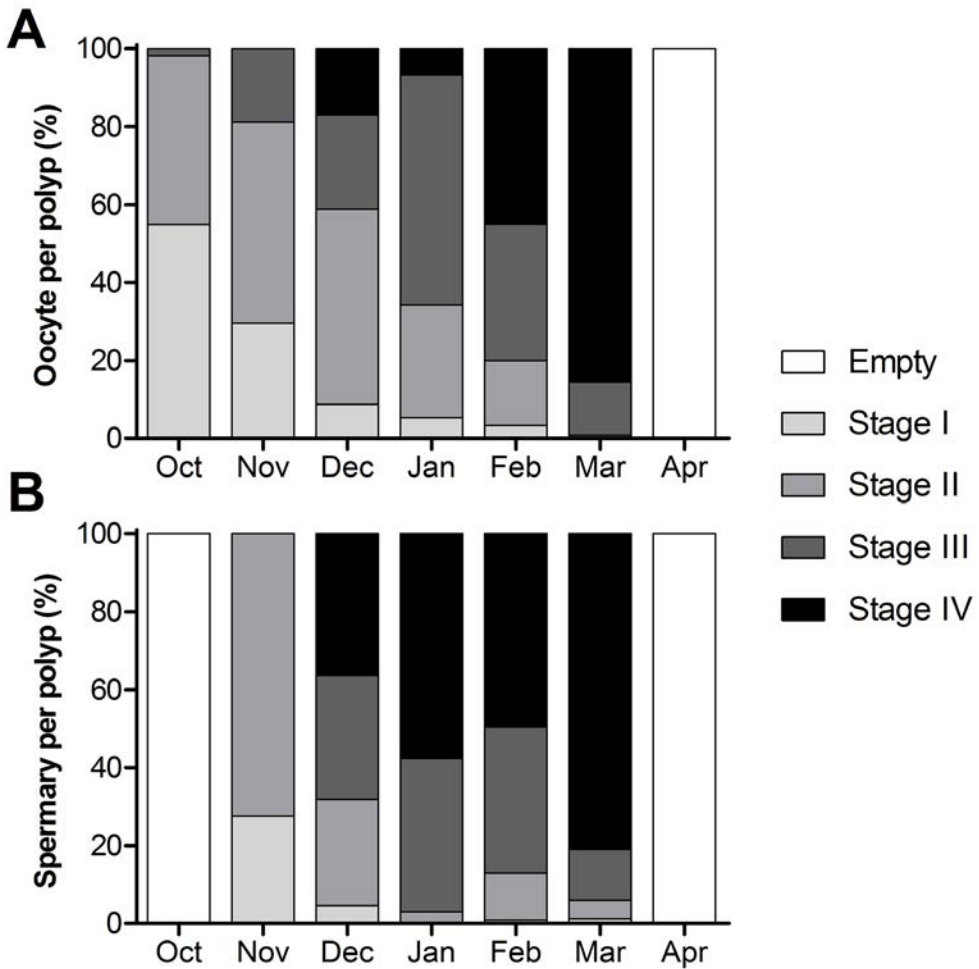 A
Oocyte per polyp (%)
100
80
60
40
20
0
Oct Nov Dec Jan Feb Mar Apr
B
Spermary per polyp (%)
100
80
60
40
20
0
Oct Nov Dec Jan Feb Mar Apr
Empty
Stage I
Stage II
Stage III
Stage IV